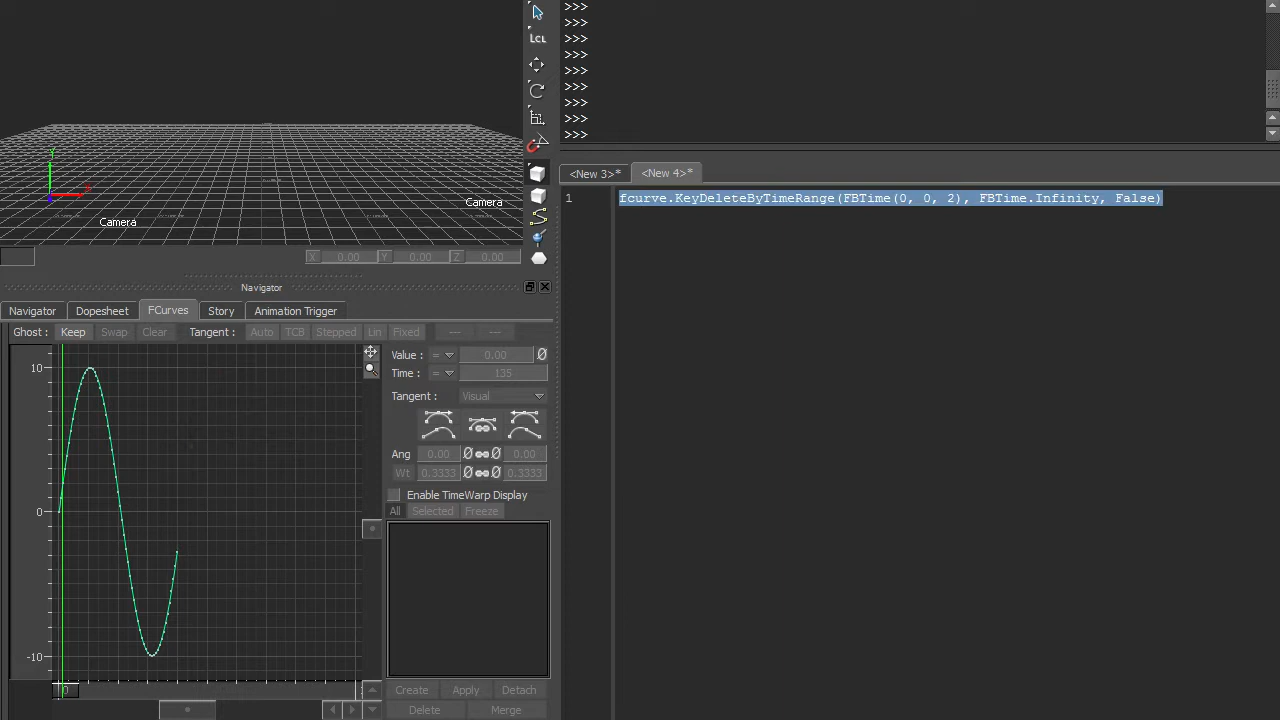 >>>
>>>
>>>
>>>
>>>
>>>
>>>
>>>
>>>
LCL
<New 3>*
<New 4>*
1
fcurve.KeyDeleteByTimeRange(FBTime(0, 0, 2), FBTime.Infinity, False)
Y
X
Camera
Camera
X 0.00 Y 0.00 Z 0.00
Navigator
Navigator Dopesheet FCurves Story Animation Trigger
Ghost : Keep Swap Clear Tangent : Auto TCB Stepped Lin Fixed --- ---
10
0
-10
0
Value : = 0.00
Time : = 135
Tangent : Visual
Ang 0.00 0.00
Wt 0.3333 0.3333
Enable TimeWarp Display
All Selected Freeze
Create Apply Detach
Delete Merge